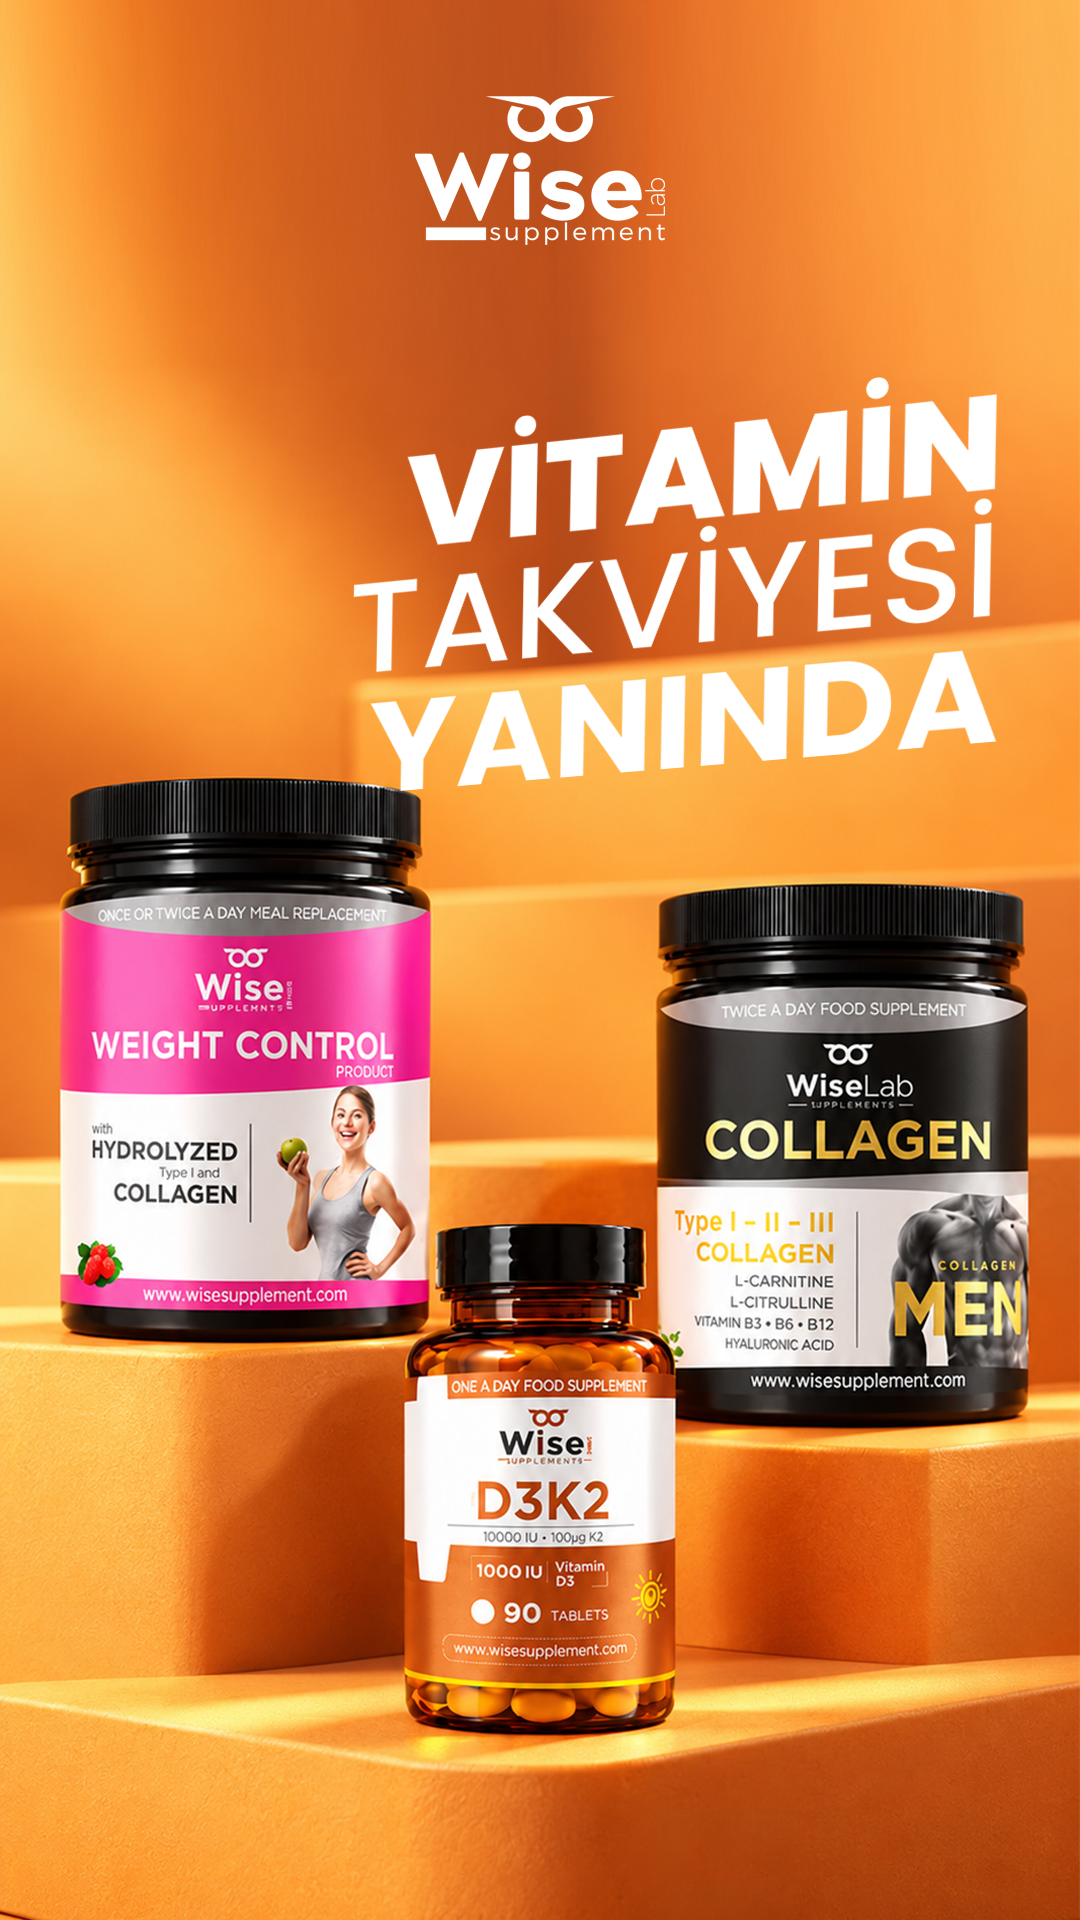 Wise Lab
supplement
VİTAMİN
TAKVİYESİ
YANINDA
ONCE OR TWICE A DAY MEAL REPLACEMENT
Wise
UPPLEMNTS
WEIGHT CONTROL
PRODUCT
with
HYDROLYZED
Type I and
COLLAGEN
www.wisesupplement.com
TWICE A DAY FOOD SUPPLEMENT
WiseLab
UPPLEMENTS
COLLAGEN
Type I - II - III
COLLAGEN
L-CARNITINE
L-CITRULLINE
VITAMIN B3 • B6 • B12
HYALURONIC ACID
COLLAGEN
MEN
www.wisesupplement.com
ONE A DAY FOOD SUPPLEMENT
Wise
UPPLEMENTS
D3K2
10000 IU • 100µg K2
1000 IU Vitamin
D3
90 TABLETS
www.wisesupplement.com